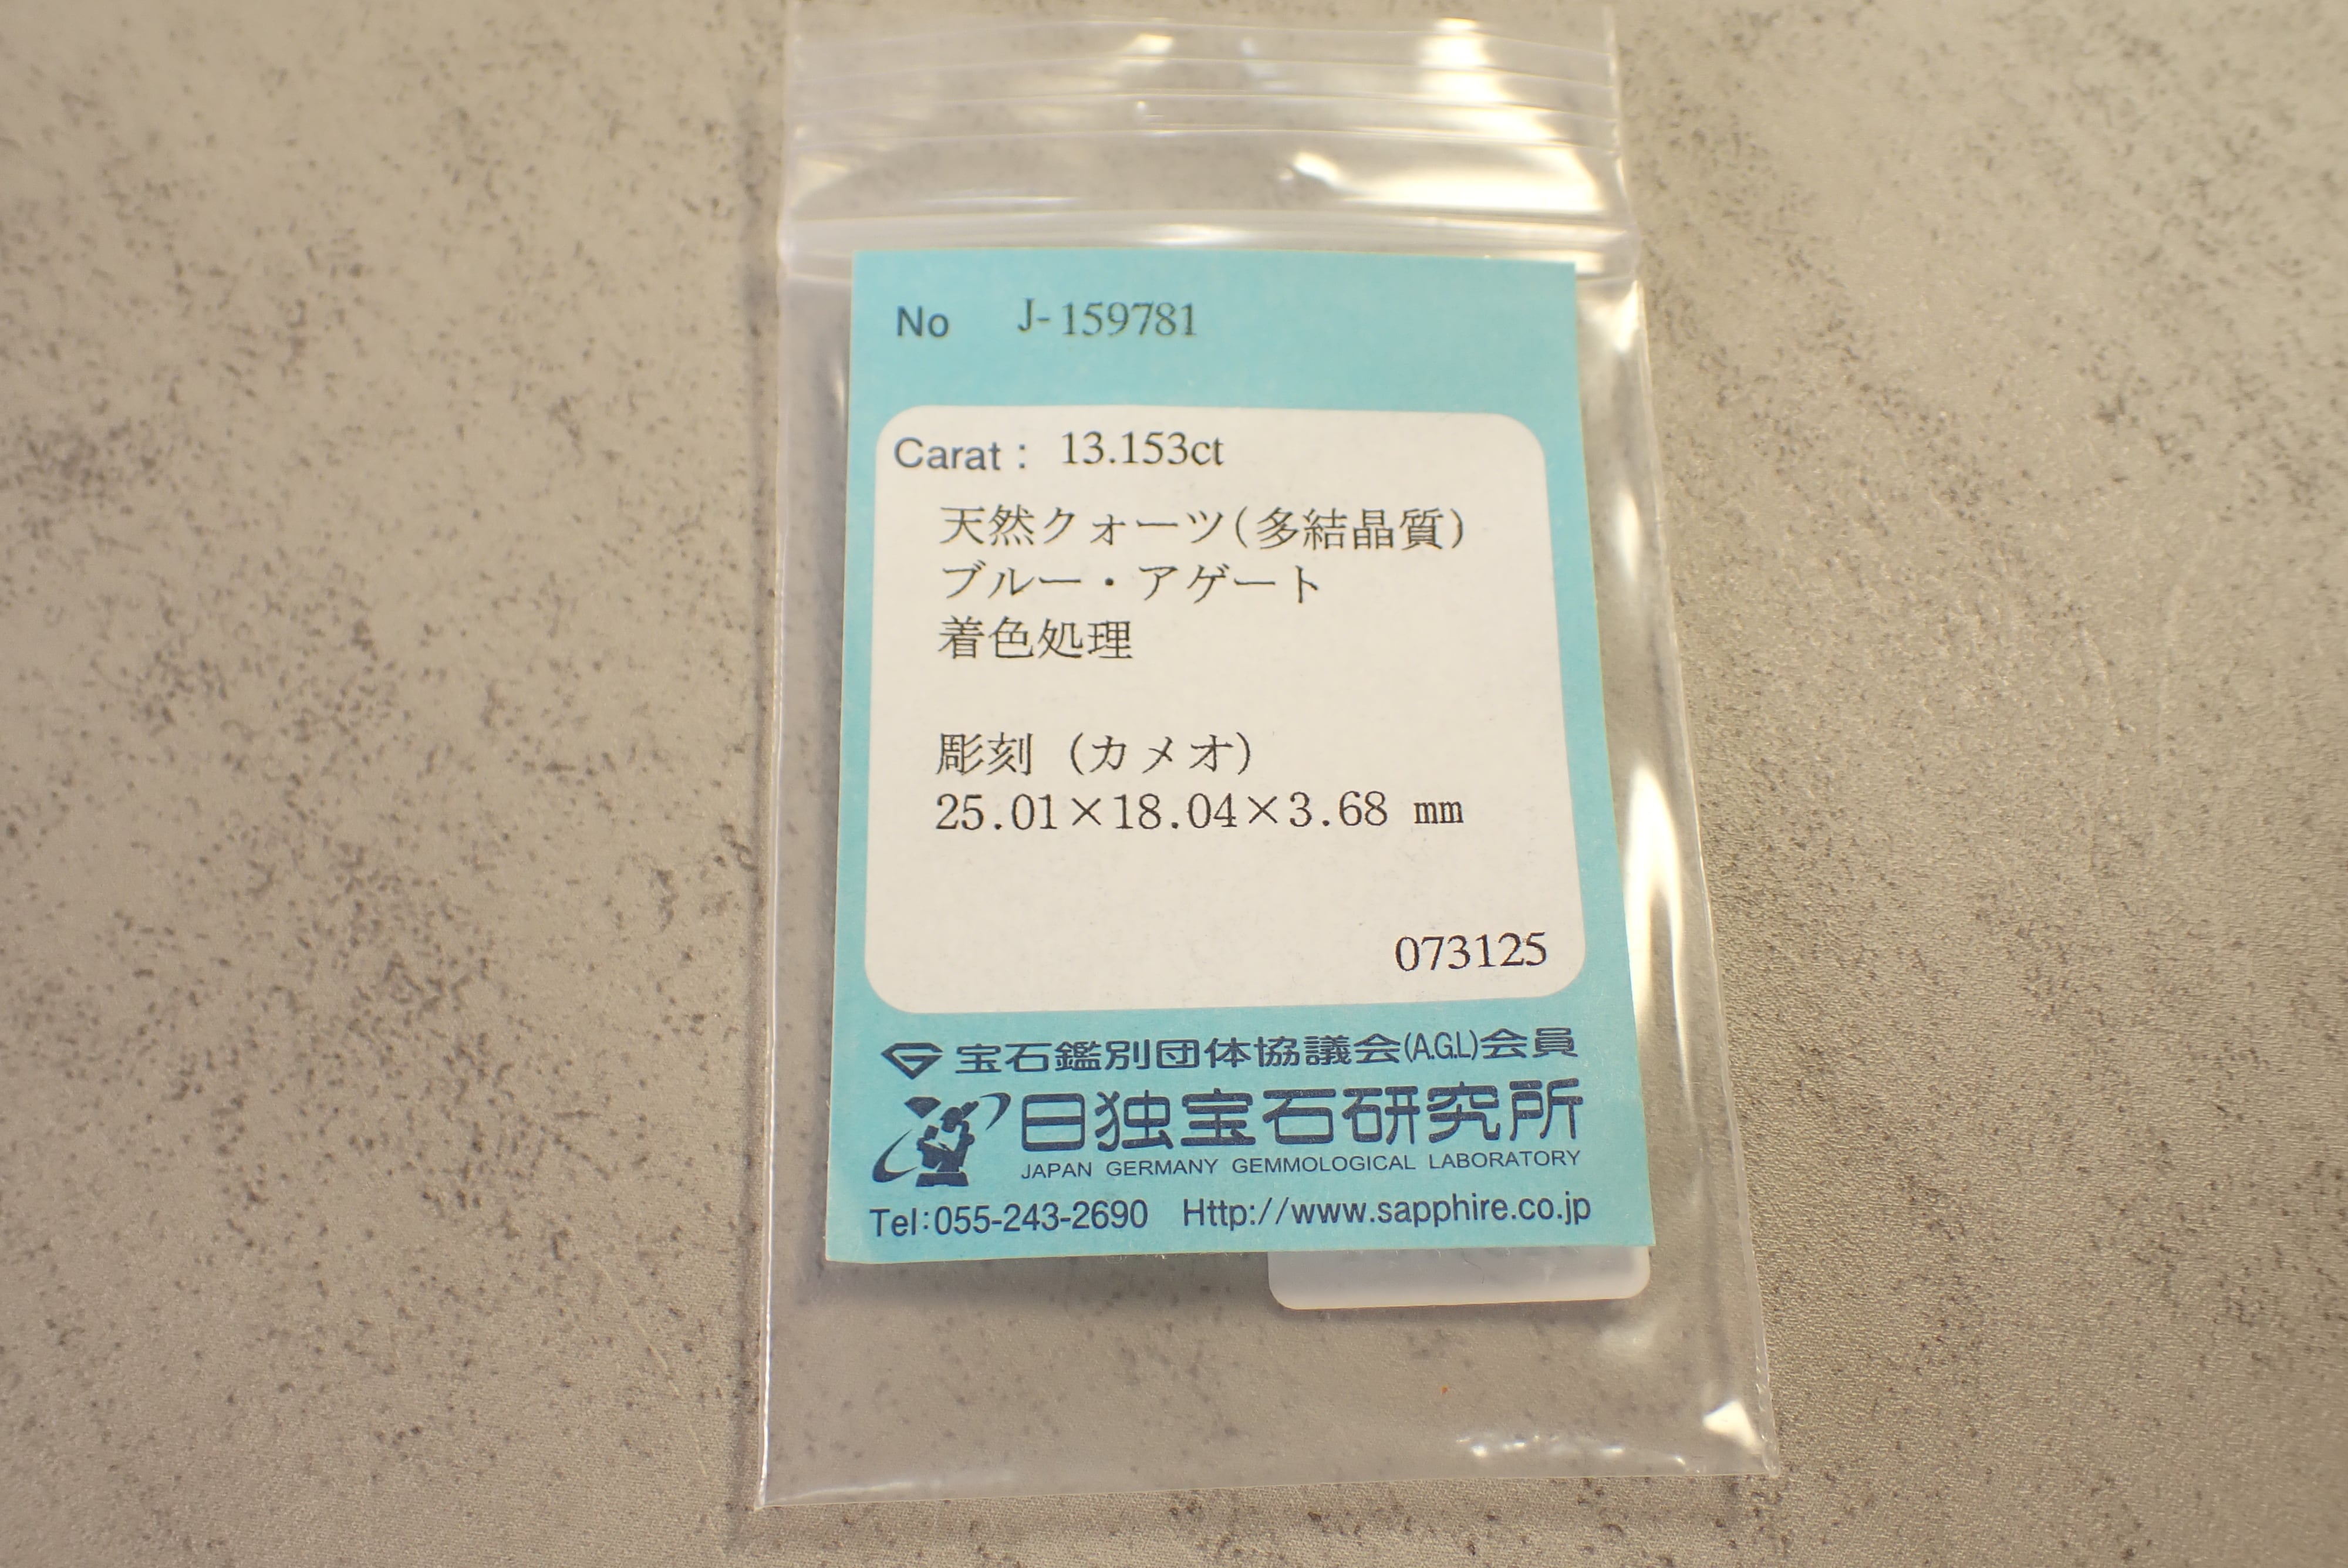 No J-159781
Carat : 13.153ct
天然クォーツ(多結晶質)
ブルー・アゲート
着色処理
彫刻 (カメオ)
25.01×18.04×3.68 mm
073125
宝石鑑別団体協議会(A.G.L)会員
日独宝石研究所
JAPAN GERMANY GEMMOLOGICAL LABORATORY
Tel:055-243-2690 Http://www.sapphire.co.jp